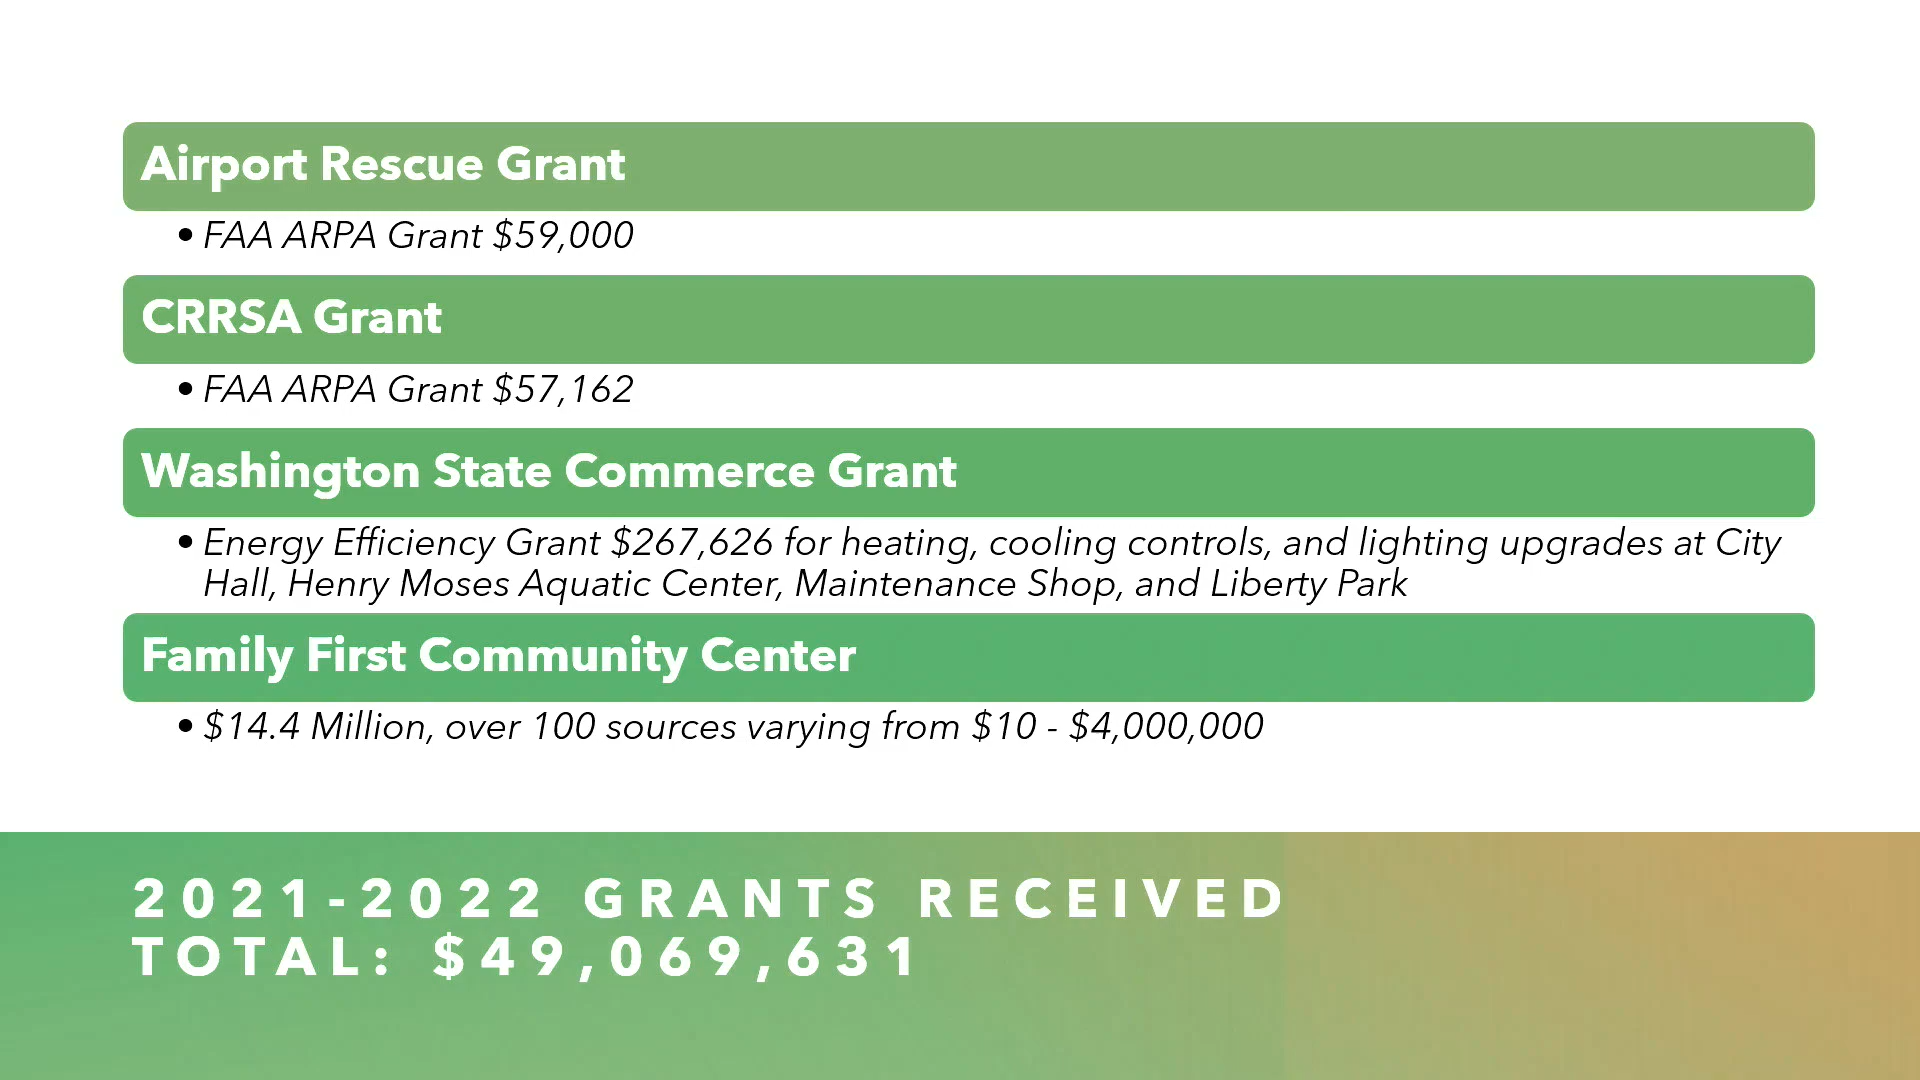 Airport Rescue Grant
• FAA ARPA Grant $59,000
CRRSA Grant
• FAA ARPA Grant $57,162
Washington State Commerce Grant
• Energy Efficiency Grant $267,626 for heating, cooling controls, and lighting upgrades at City
Hall, Henry Moses Aquatic Center, Maintenance Shop, and Liberty Park
Family First Community Center
• $14.4 Million, over 100 sources varying from $10 - $4,000,000
2021-2022 GRANTS RECEIVED
TOTAL: $49,069,631